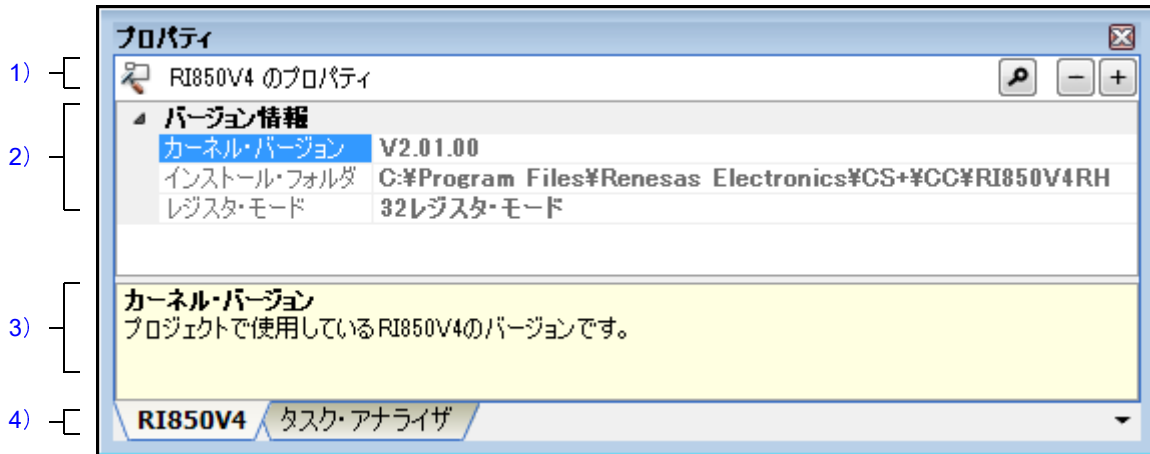 プロパティ
1）
RI850V4 のプロパティ
バージョン情報
2）
カーネル・バージョン V2.01.00
インストール・フォルダ C:¥Program Files¥Renesas Electronics¥CS+¥CC¥RI850V4RH
レジスタ・モード 32レジスタ・モード
カーネル・バージョン
3）
プロジェクトで使用しているRI850V4のバージョンです。
4）
RI850V4 タスク・アナライザ